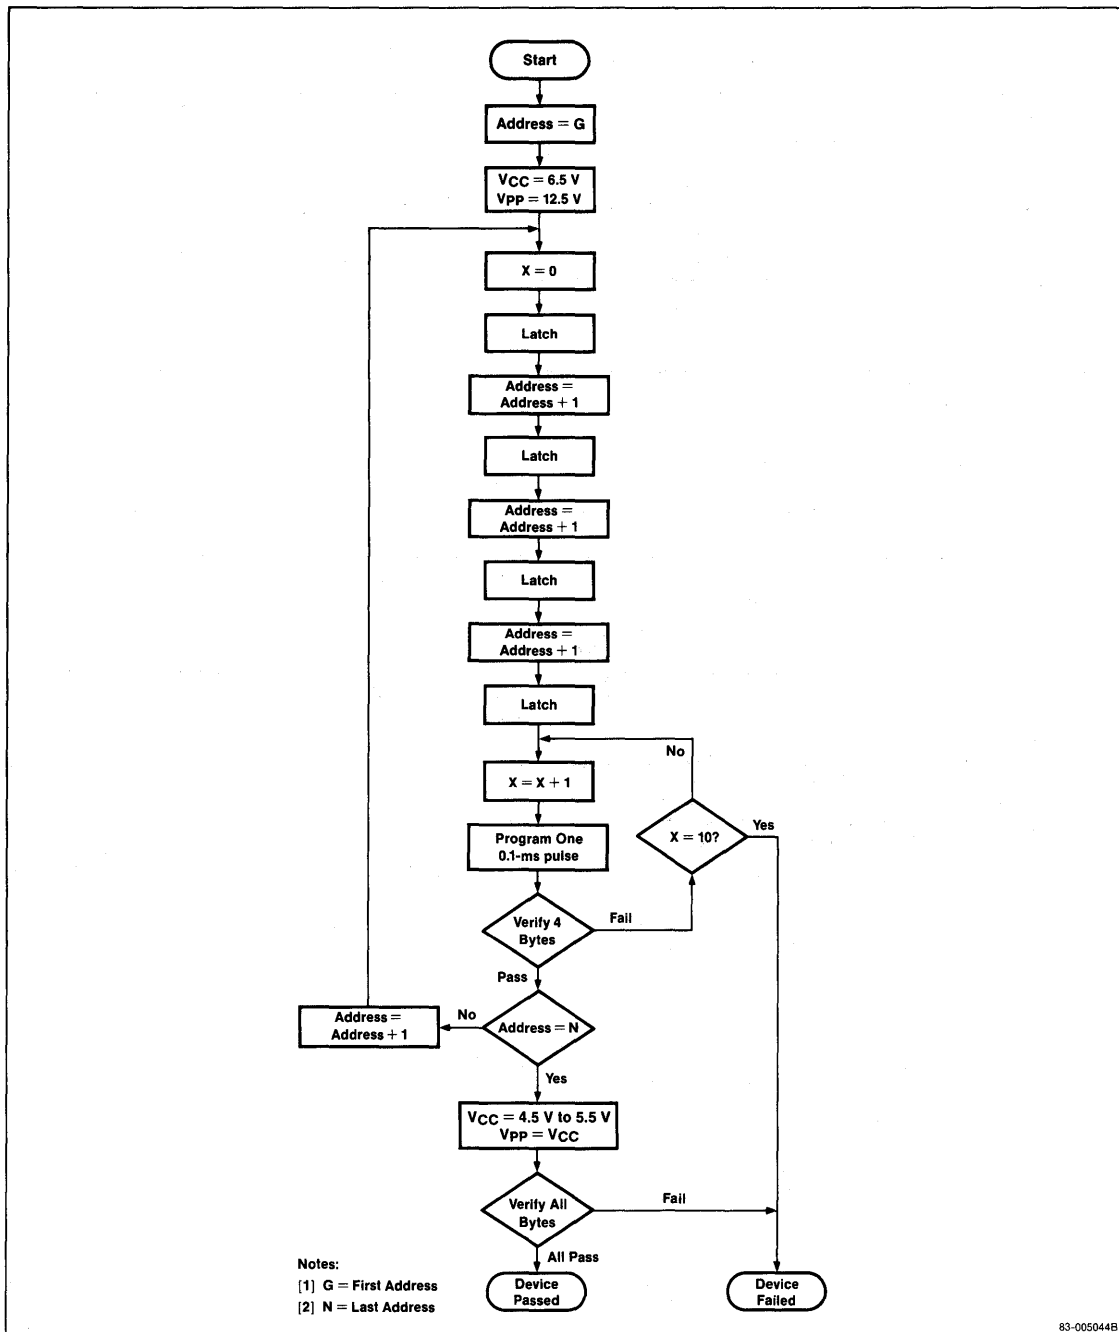 Start
Address = G
VCC = 6.5 V
VPP = 12.5 V
X = 0
Latch
Address =
Address + 1
Latch
Address =
Address + 1
Latch
Address =
Address + 1
Latch
No
X = X + 1
X = 10?
Yes
Program One
0.1-ms pulse
Verify 4
Bytes
Fail
Pass
Address =
Address + 1
No
Address = N
Yes
VCC = 4.5 V to 5.5 V
VPP = VCC
Verify All
Bytes
Fail
All Pass
Device
Passed
Device
Failed
Notes:
[1] G = First Address
[2] N = Last Address
83-005044B